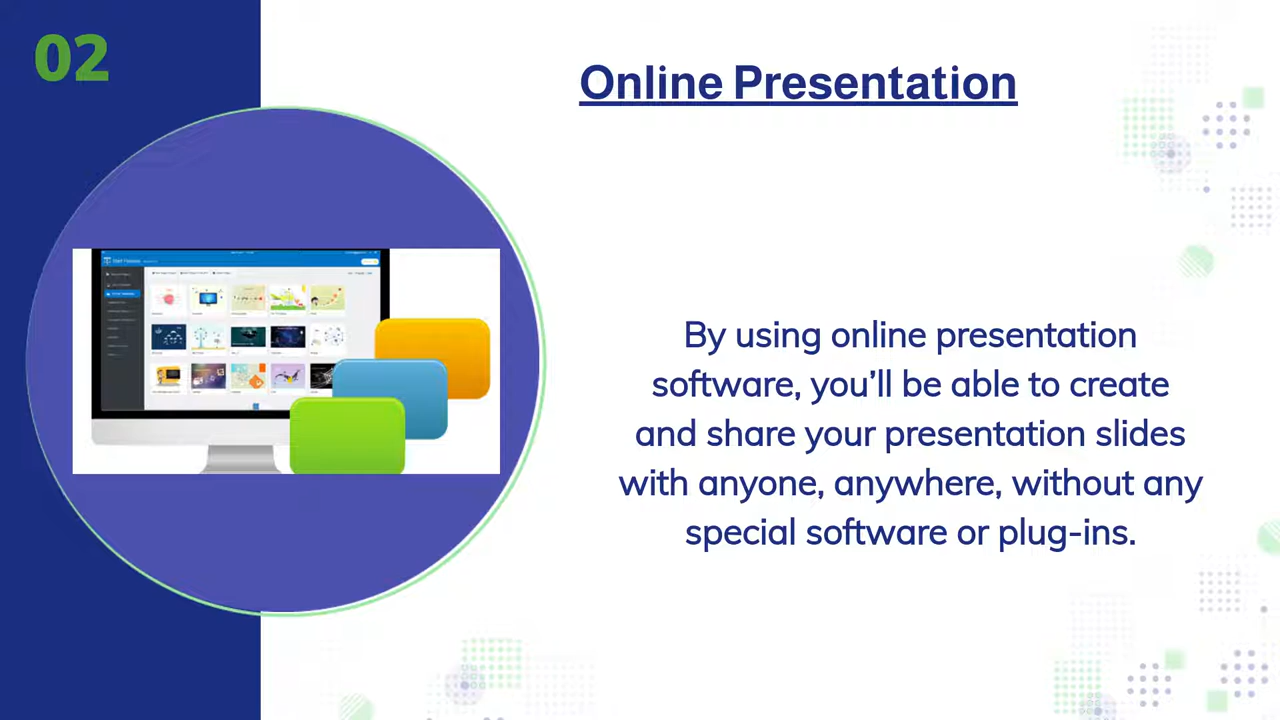 02
Online Presentation
By using online presentation
software, you’ll be able to create
and share your presentation slides
with anyone, anywhere, without any
special software or plug-ins.